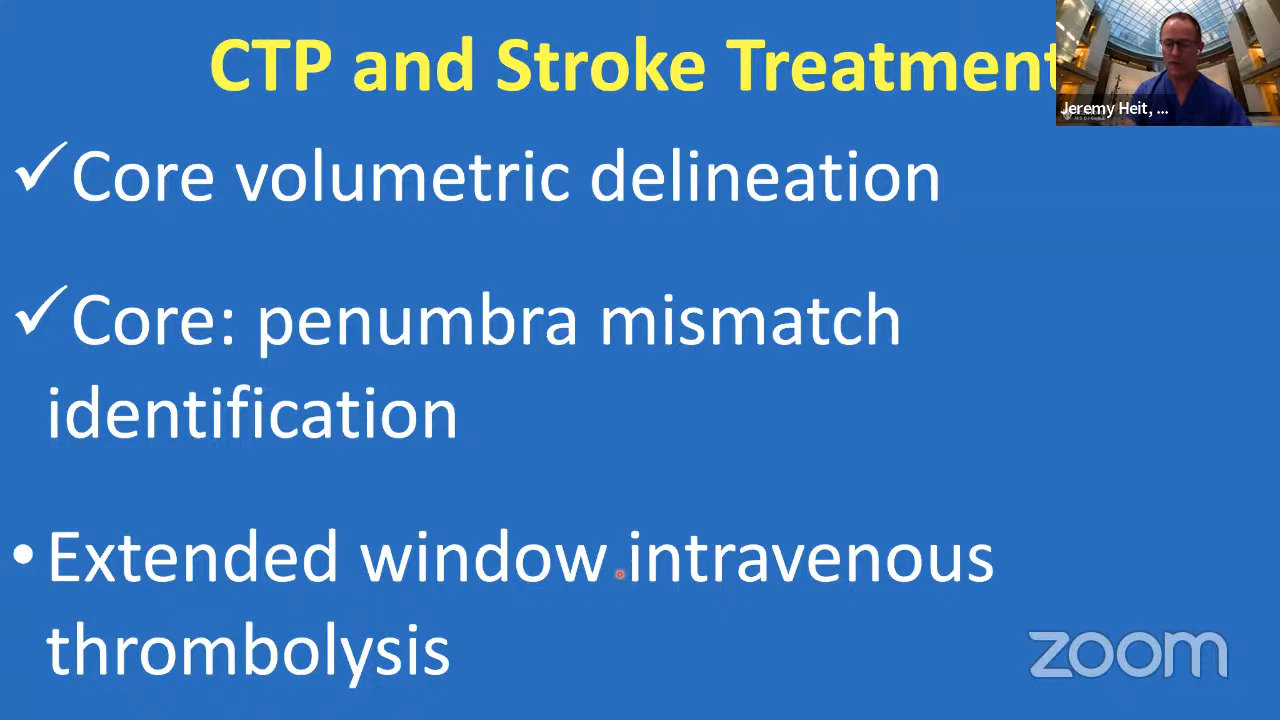 CTP and Stroke Treatment
Jeremy Heit, ...
✓Core volumetric delineation
✓Core: penumbra mismatch
identification
• Extended window intravenous
thrombolysis
zoom